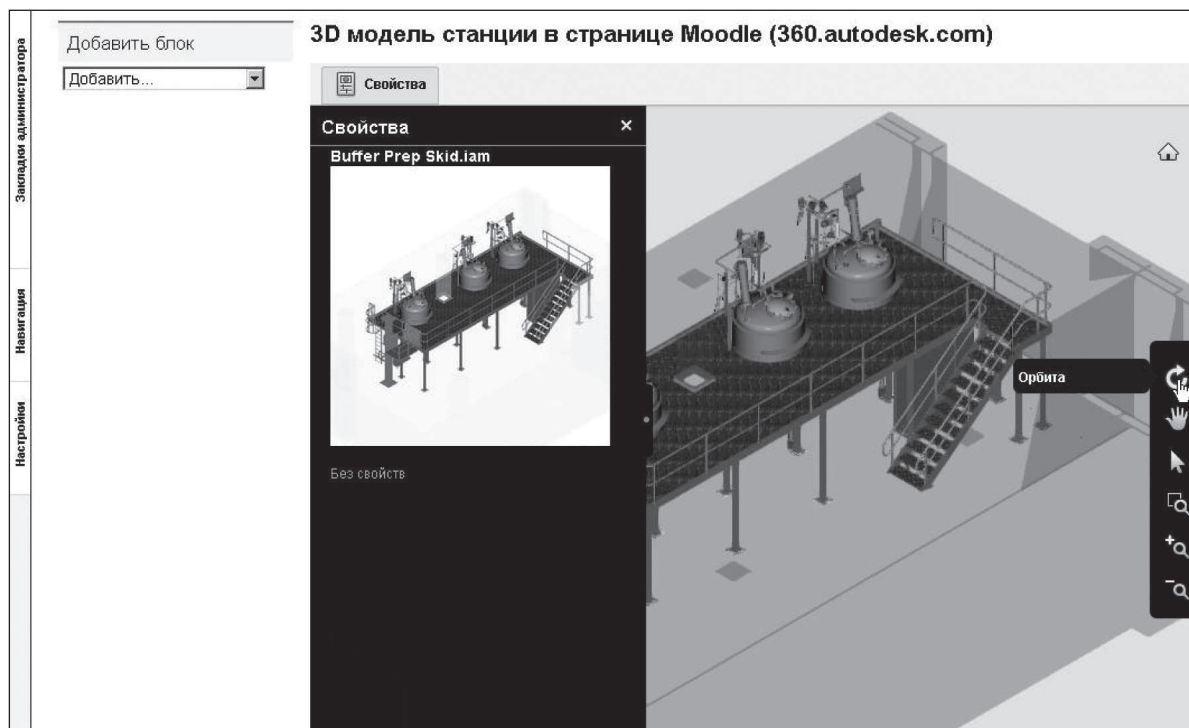 Закладки администратора
Навигация
Настройки
Добавить блок
Добавить...
3D модель станции в странице Moodle (360.autodesk.com)
Свойства
Свойства
Buffer Prep Skid.iam
Без свойств
Орбита